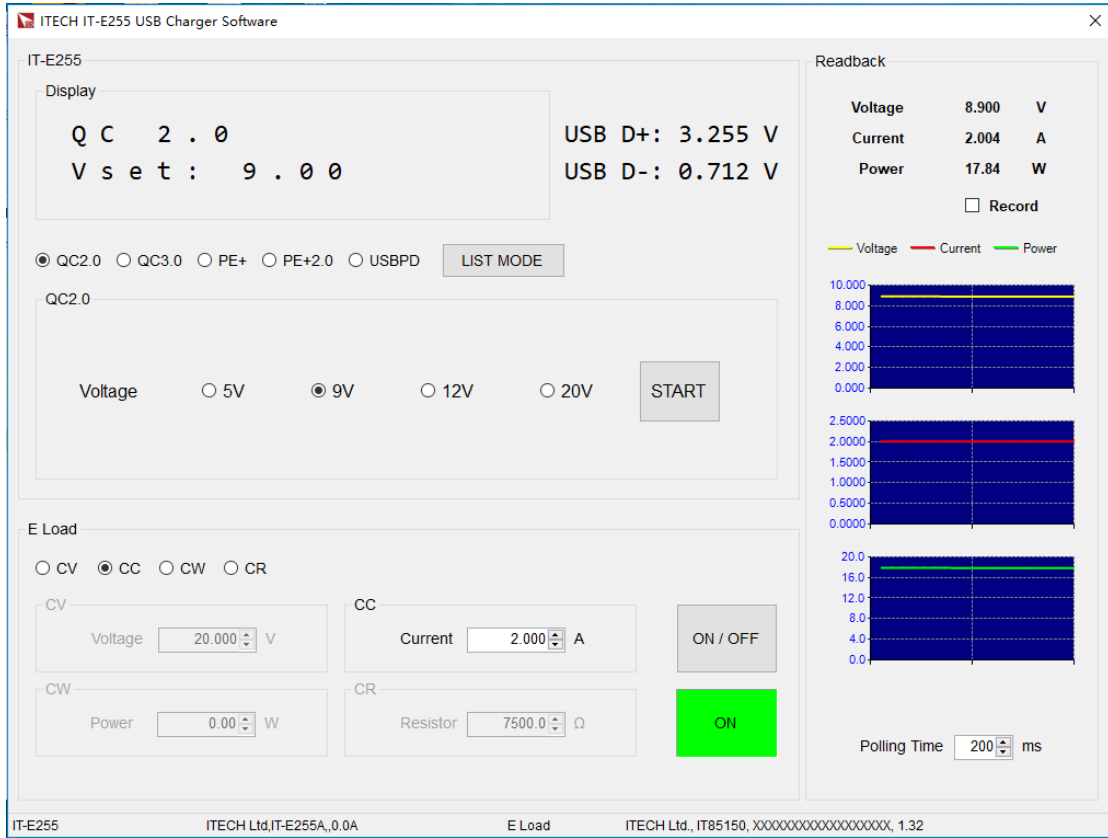 ITECH IT-E255 USB Charger Software
IT-E255
Display
QC 2.0
Vset: 9.00
USB D+: 3.255 V
USB D-: 0.712 V
QC2.0 QC3.0 PE+ PE+2.0 USBPD LIST MODE
QC2.0
Voltage 5V 9V 12V 20V START
E Load
CV CC CW CR
CV
Voltage 20.000 V
CC
Current 2.000 A
ON / OFF
CW
Power 0.00 W
CR
Resistor 7500.0 Ω
ON
Readback
Voltage 8.900 V
Current 2.004 A
Power 17.84 W
Record
Voltage Current Power
10.000
8.000
6.000
4.000
2.000
0.000
2.5000
2.0000
1.5000
1.0000
0.5000
0.0000
20.0
16.0
12.0
8.0
4.0
0.0
Polling Time 200 ms
IT-E255 ITECH Ltd,IT-E255A,,0.0A E Load ITECH Ltd., IT85150, XXXXXXXXXXXXXXXXXX, 1.32